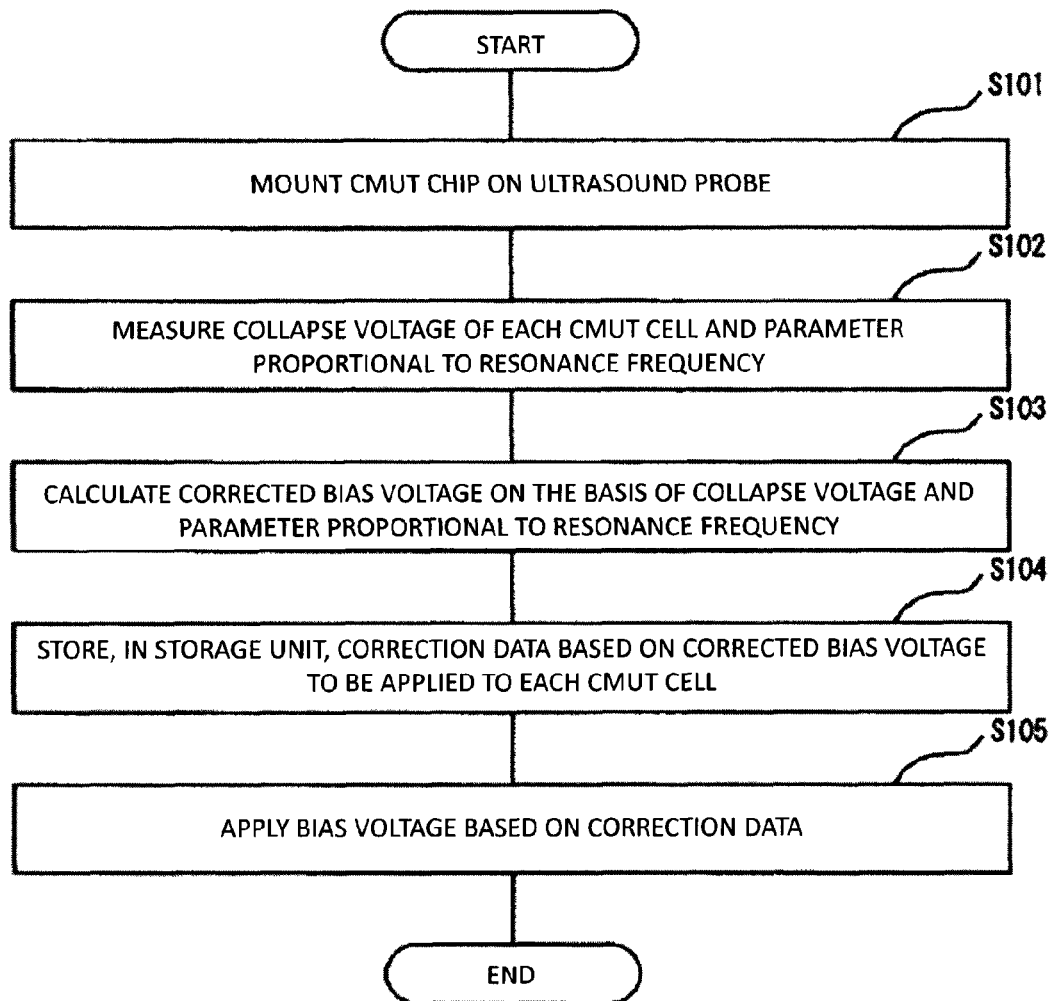 START
S101
MOUNT CMUT CHIP ON ULTRASOUND PROBE
S102
MEASURE COLLAPSE VOLTAGE OF EACH CMUT CELL AND PARAMETER
PROPORTIONAL TO RESONANCE FREQUENCY
S103
CALCULATE CORRECTED BIAS VOLTAGE ON THE BASIS OF COLLAPSE VOLTAGE AND
PARAMETER PROPORTIONAL TO RESONANCE FREQUENCY
S104
STORE, IN STORAGE UNIT, CORRECTION DATA BASED ON CORRECTED BIAS VOLTAGE
TO BE APPLIED TO EACH CMUT CELL
S105
APPLY BIAS VOLTAGE BASED ON CORRECTION DATA
END